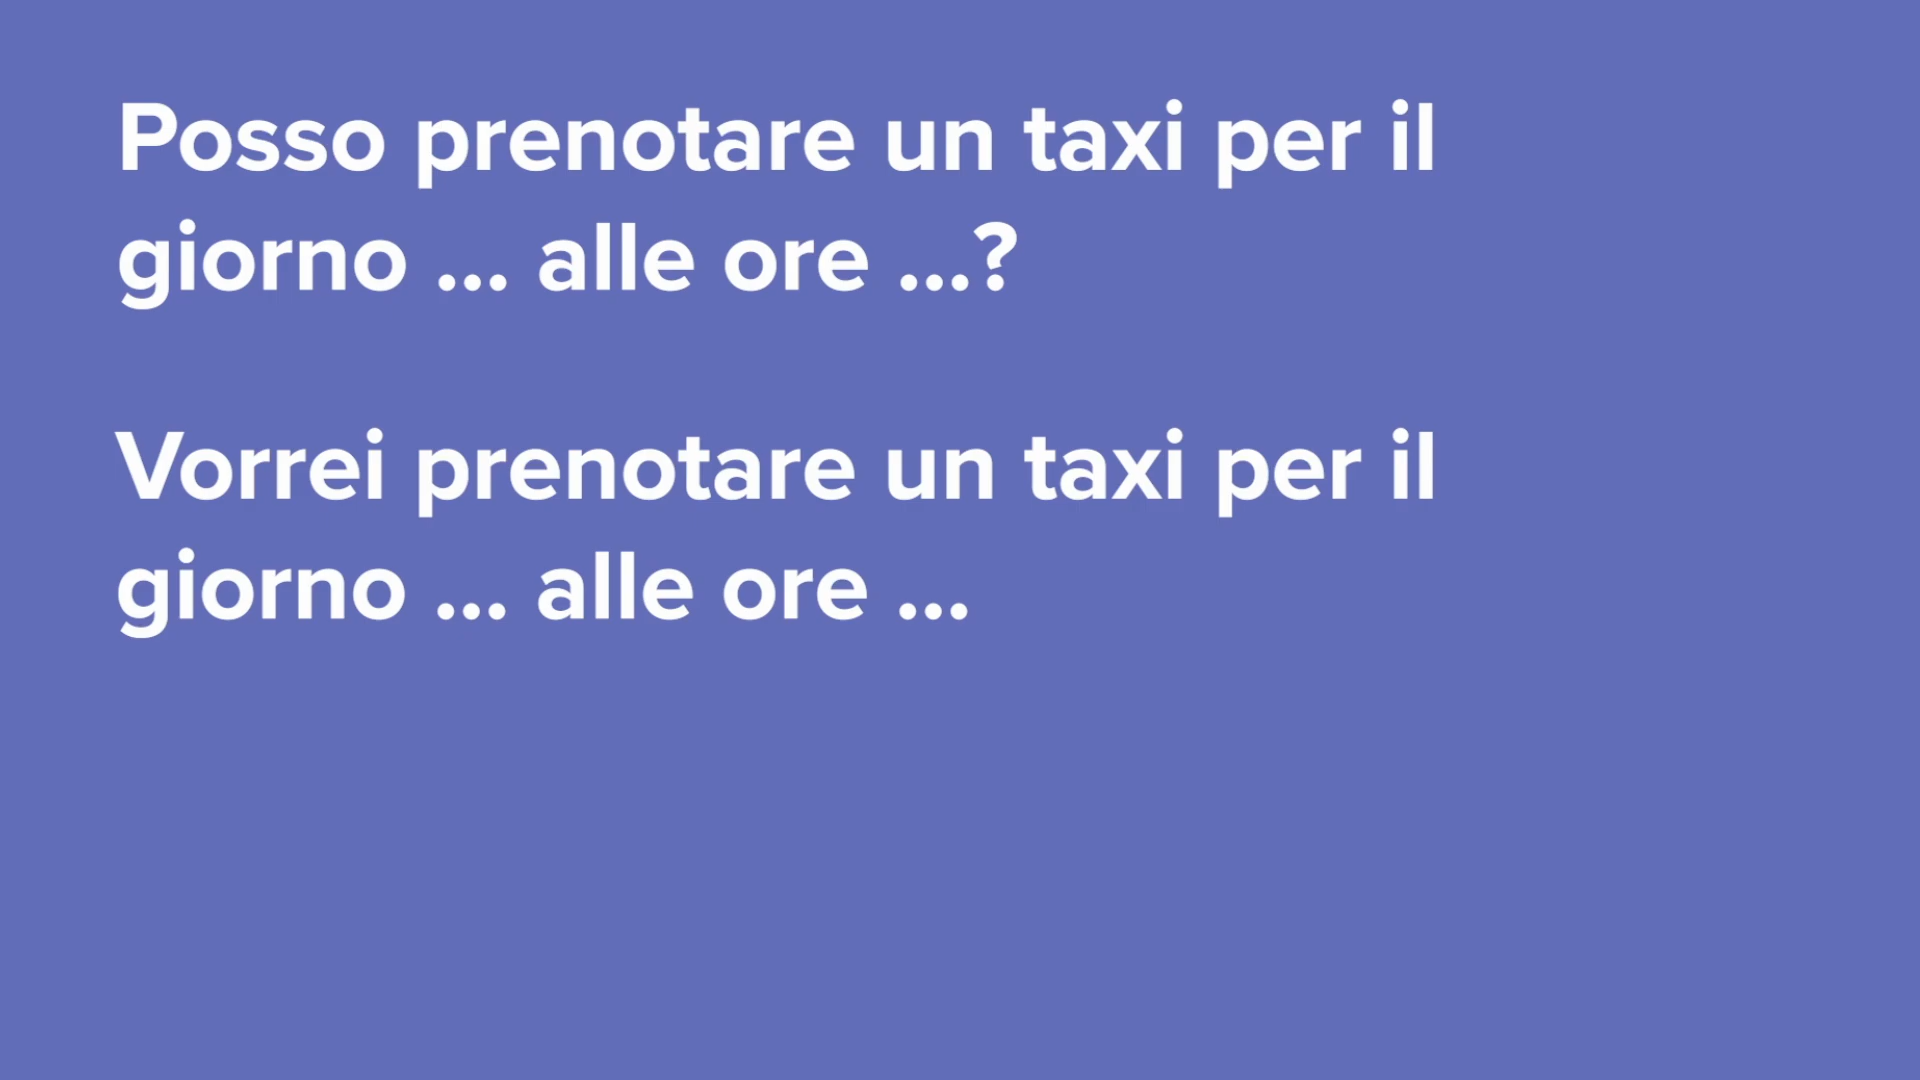 Posso prenotare un taxi per il
giorno ... alle ore ...?
Vorrei prenotare un taxi per il
giorno ... alle ore ...